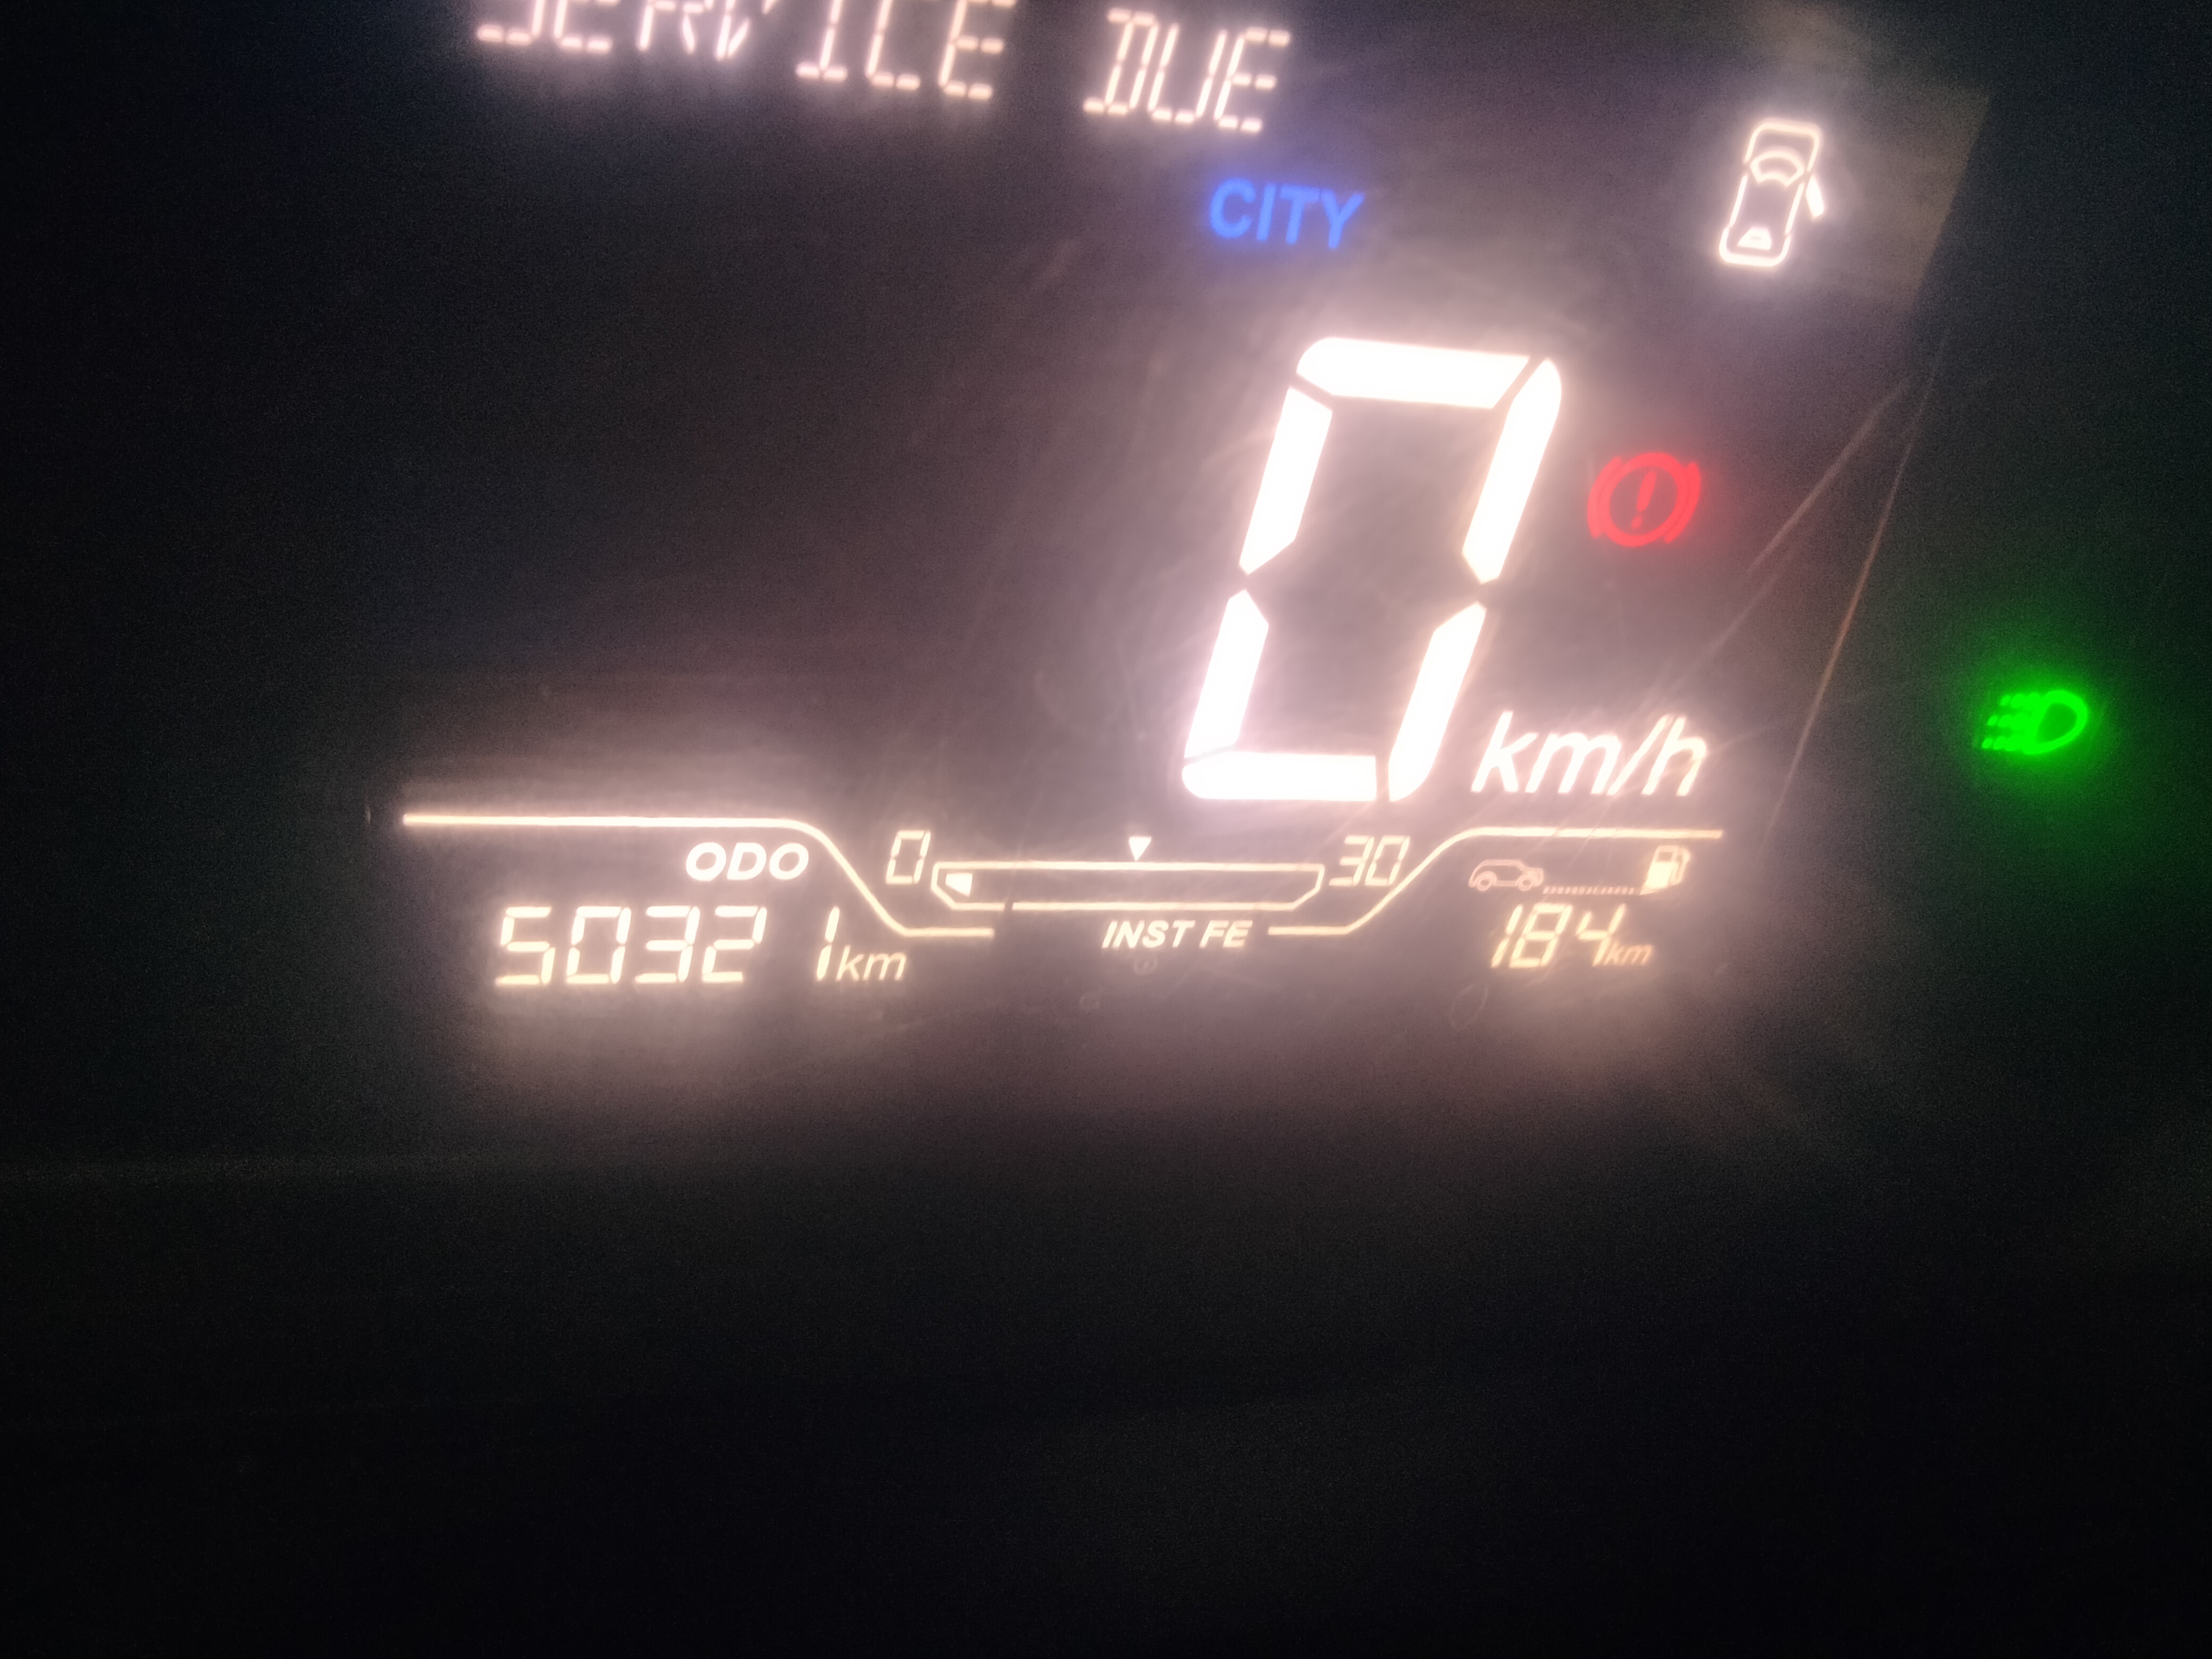 SERVICE DUE
CITY
0
km/h
ODO
0
30
50321km
INST FE
184km